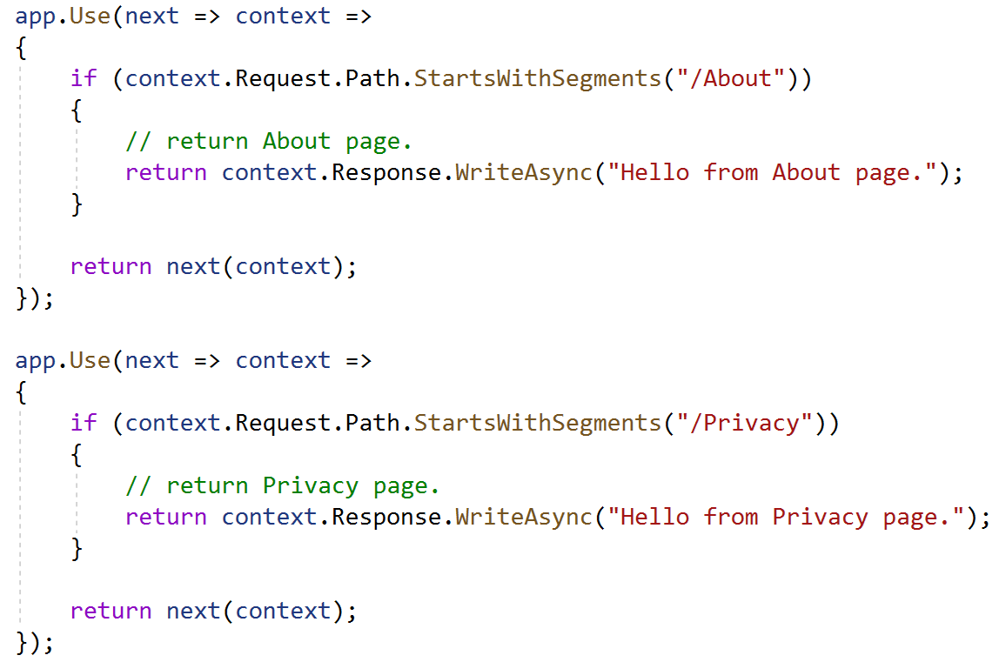 app.Use(next => context =>
{
    if (context.Request.Path.StartsWithSegments("/About"))
    {
        // return About page.
        return context.Response.WriteAsync("Hello from About page.");
    }

    return next(context);
});

app.Use(next => context =>
{
    if (context.Request.Path.StartsWithSegments("/Privacy"))
    {
        // return Privacy page.
        return context.Response.WriteAsync("Hello from Privacy page.");
    }

    return next(context);
});